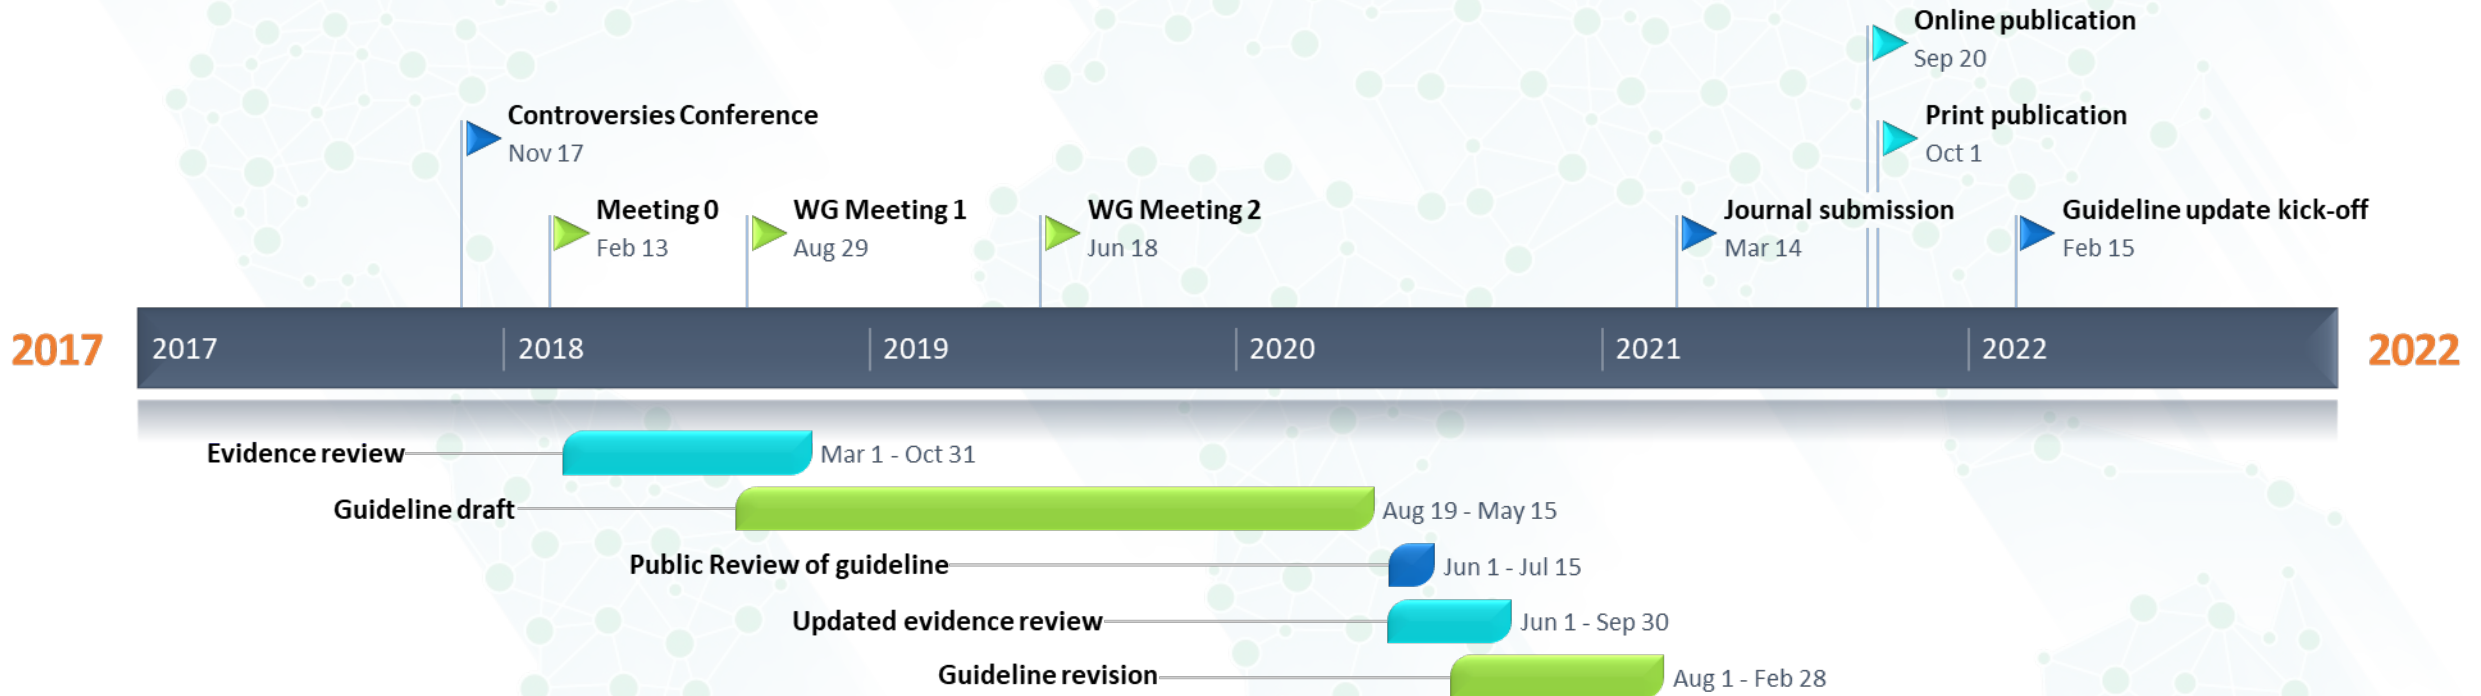 Online publication
Sep 20
Controversies Conference
Nov 17
Print publication
Oct 1
Meeting 0
Feb 13
WG Meeting 1
Aug 29
WG Meeting 2
Jun 18
Journal submission
Mar 14
Guideline update kick-off
Feb 15
2017 2017 2018 2019 2020 2021 2022 2022
Evidence review Mar 1 - Oct 31
Guideline draft Aug 19 - May 15
Public Review of guideline Jun 1 - Jul 15
Updated evidence review Jun 1 - Sep 30
Guideline revision Aug 1 - Feb 28